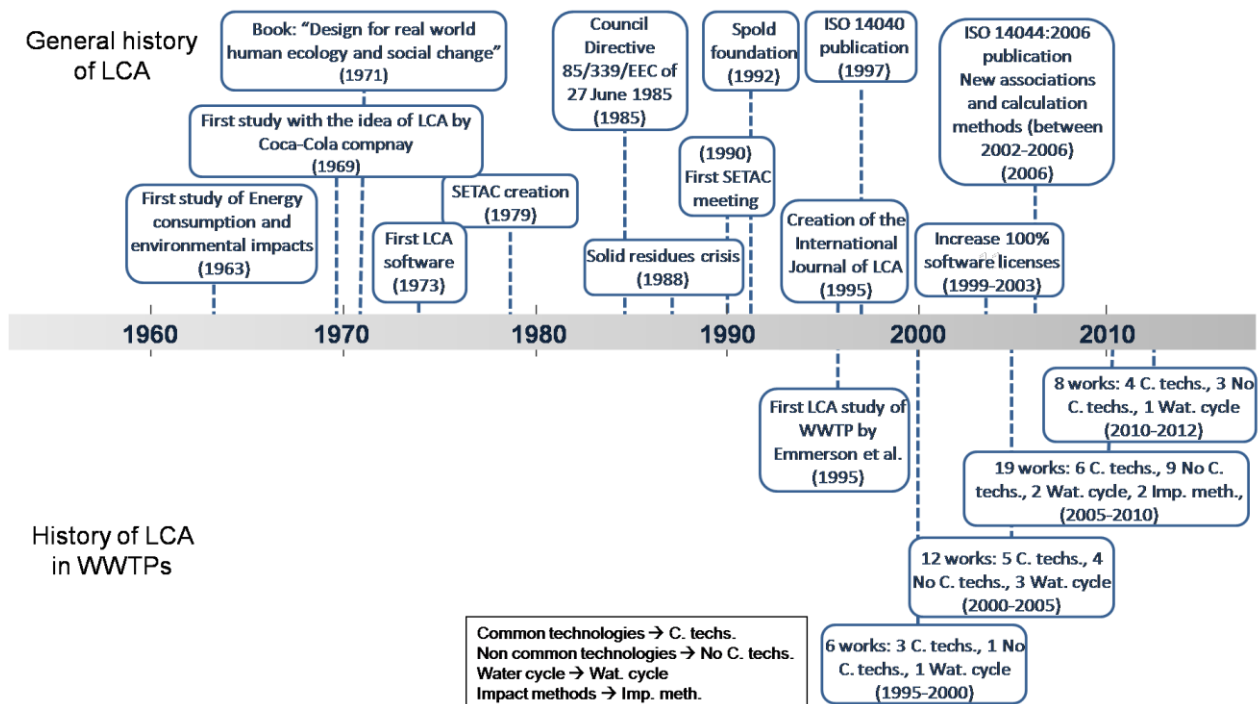 General history
of LCA
Book: “Design for real world
human ecology and social change”
(1971)
First study with the idea of LCA by
Coca-Cola compnay
(1969)
First study of Energy
consumption and
environmental impacts
(1963)
First LCA
software
(1973)
SETAC creation
(1979)
Council
Directive
85/339/EEC of
27 June 1985
(1985)
Solid residues crisis
(1988)
(1990)
First SETAC
meeting
Spold
foundation
(1992)
ISO 14040
publication
(1997)
Creation of the
International
Journal of LCA
(1995)
ISO 14044:2006
publication
New associations
and calculation
methods (between
2002-2006)
(2006)
Increase 100%
software licenses
(1999-2003)
1960
1970
1980
1990
2000
2010
History of LCA
in WWTPs
First LCA study of
WWTP by
Emmerson et al.
(1995)
8 works: 4 C. techs., 3 No
C. techs., 1 Wat. cycle
(2010-2012)
19 works: 6 C. techs., 9 No C.
techs., 2 Wat. cycle, 2 Imp. meth.,
(2005-2010)
12 works: 5 C. techs., 4
No C. techs., 3 Wat. cycle
(2000-2005)
6 works: 3 C. techs., 1 No
C. techs., 1 Wat. cycle
(1995-2000)
Common technologies → C. techs.
Non common technologies → No C. techs.
Water cycle → Wat. cycle
Impact methods → Imp. meth.